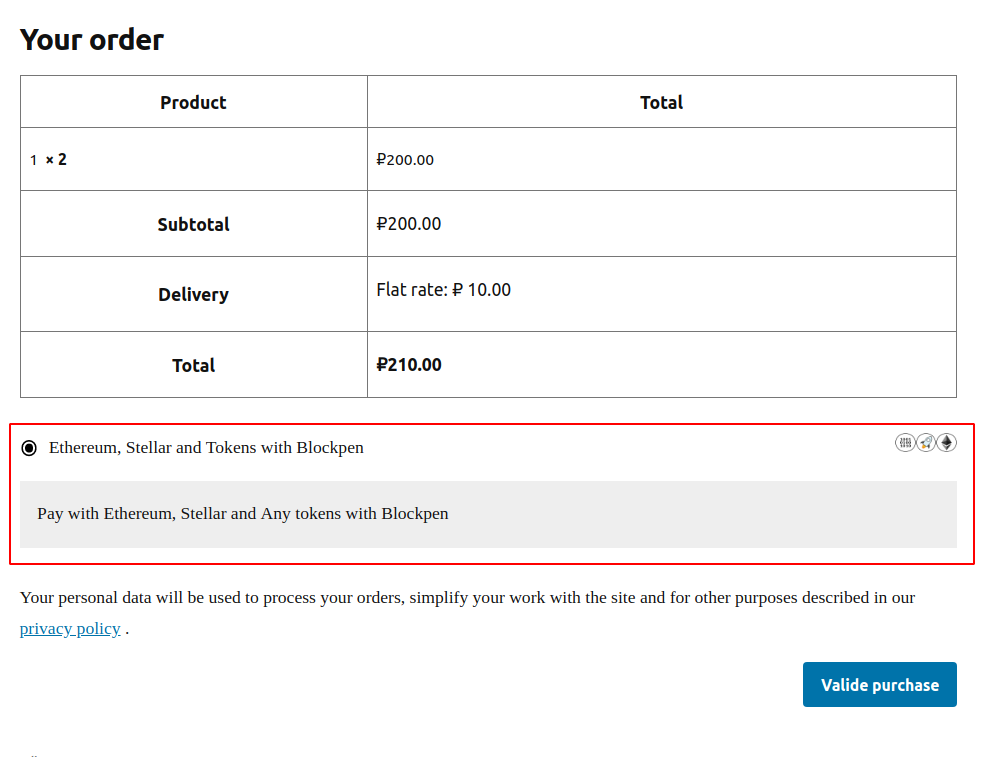 Your order
Product Total
1 × 2 ₽200.00
Subtotal ₽200.00
Delivery Flat rate: ₽ 10.00
Total ₽210.00
Ethereum, Stellar and Tokens with Blockpen
Pay with Ethereum, Stellar and Any tokens with Blockpen
Your personal data will be used to process your orders, simplify your work with the site and for other purposes described in our
privacy policy .
Valide purchase